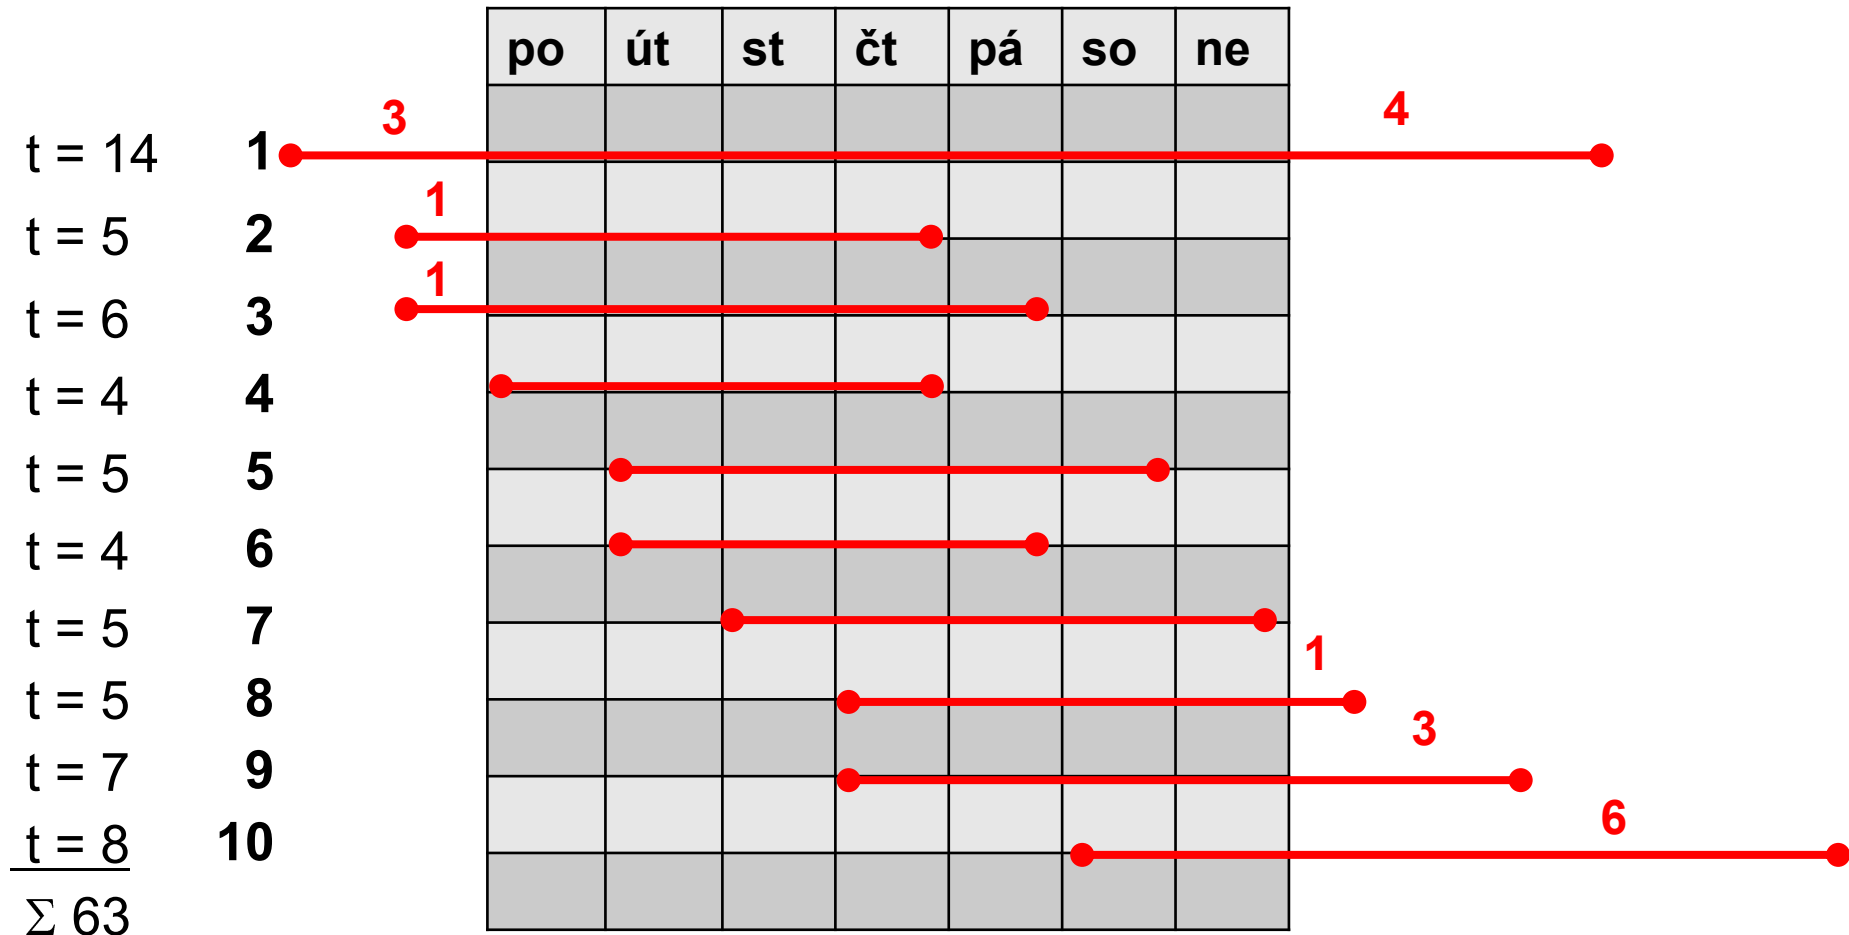 po út st čt pá so ne
3 4
t = 14 1
1
t = 5 2
1
t = 6 3
t = 4 4
t = 5 5
t = 4 6
t = 5 7
1
t = 5 8
3
t = 7 9
6
t = 8 10
Σ 63